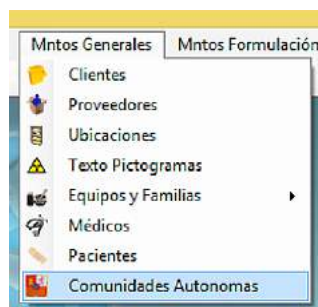 Mntos Generales Mntos Formulación
Clientes
Proveedores
Ubicaciones
Texto Pictogramas
Equipos y Familias
Médicos
Pacientes
Comunidades Autonomas